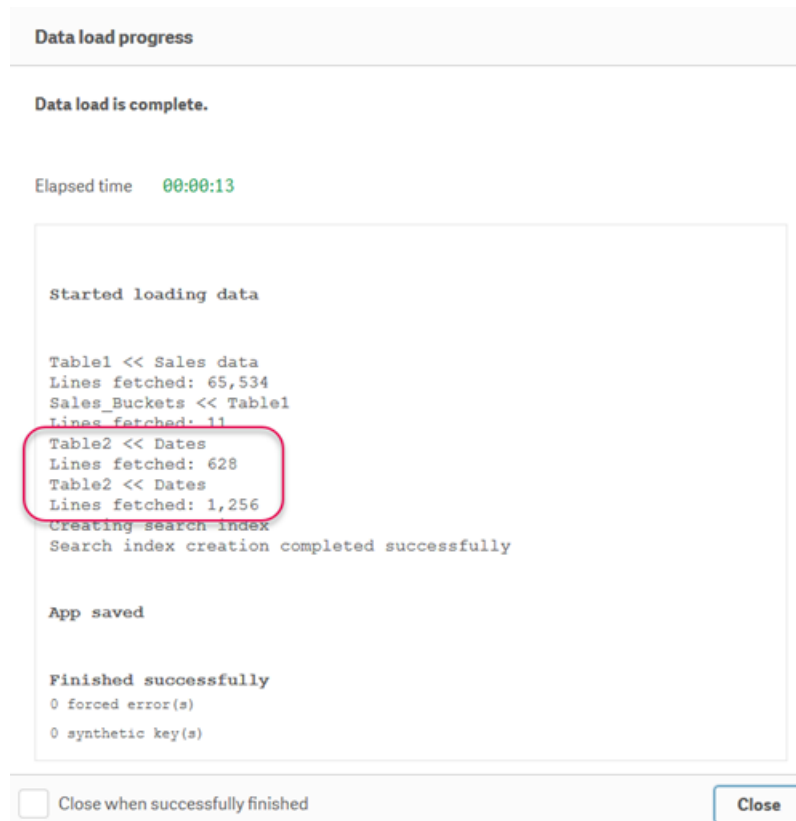 Data load progress
Data load is complete.
Elapsed time 00:00:13
Started loading data
Table1 << Sales data
Lines fetched: 65,534
Sales_Buckets << Table1
Lines fetched: 11
Table2 << Dates
Lines fetched: 628
Table2 << Dates
Lines fetched: 1,256
Creating search index
Search index creation completed successfully
App saved
Finished successfully
0 forced error(s)
0 synthetic key(s)
Close when successfully finished
Close